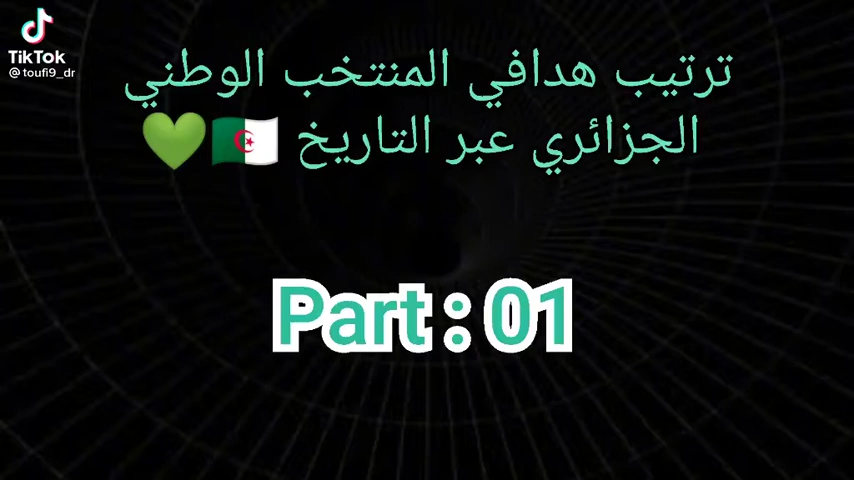 TikTok
@toufi9_dr
ترتيب هدافي المنتخب الوطني
الجزائري عبر التاريخ 🇩🇿💚
Part : 01